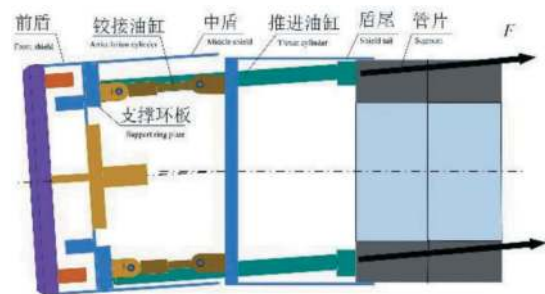 前盾
Front shield
铰接油缸
Articulation cylinder
中盾
Middle shield
推进油缸
Thrust cylinder
盾尾
Shield tail
管片
Segment
F
支撑环板
Support ring plate